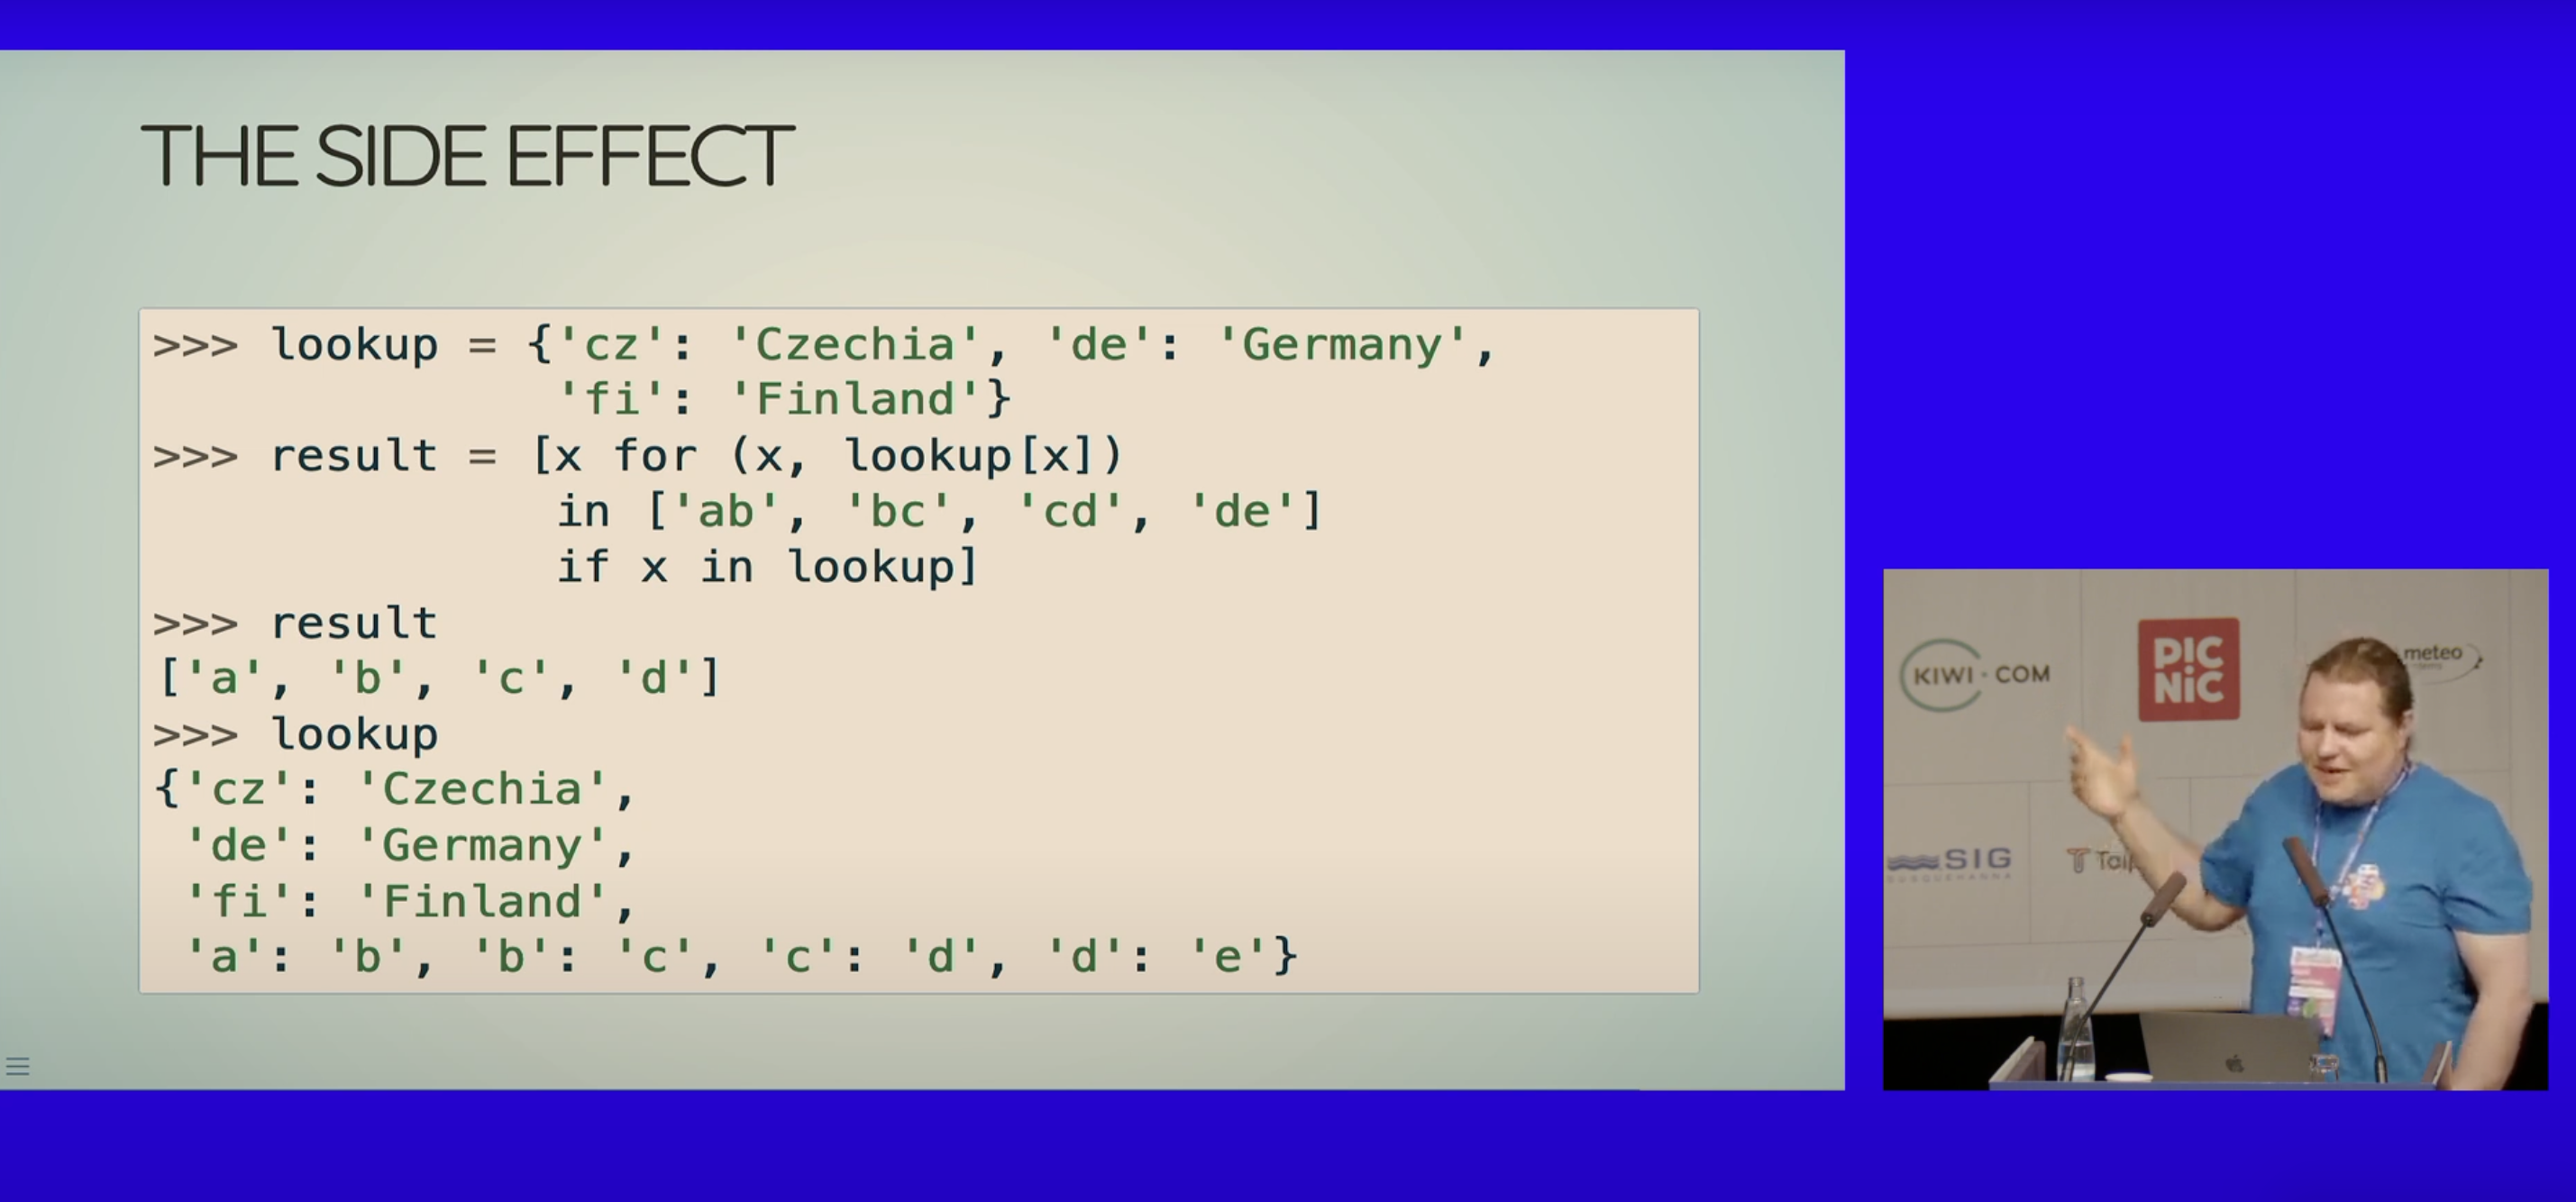 THE SIDE EFFECT
>>> lookup = {'cz': 'Czechia', 'de': 'Germany',
'fi': 'Finland'}
>>> result = [x for (x, lookup[x])
in ['ab', 'bc', 'cd', 'de']
if x in lookup]
>>> result
['a', 'b', 'c', 'd']
>>> lookup
{'cz': 'Czechia',
'de': 'Germany',
'fi': 'Finland',
'a': 'b', 'b': 'c', 'c': 'd', 'd': 'e'}
KIWI·COM
PiC
NiC
meteo
SIG